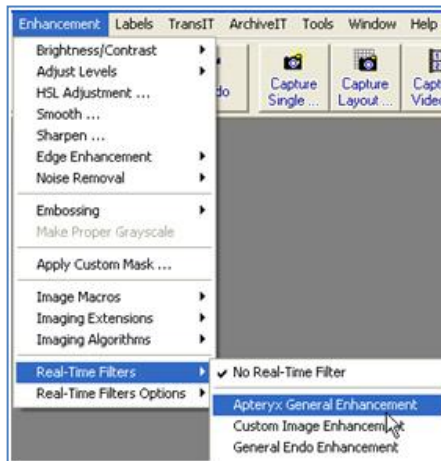 Enhancement Labels TransIT ArchiveIT Tools Window Help
Brightness/Contrast
Adjust Levels
HSL Adjustment ...
Smooth ...
Sharpen ...
Edge Enhancement
Noise Removal
Embossing
Make Proper Grayscale
Apply Custom Mask ...
Image Macros
Imaging Extensions
Imaging Algorithms
Real-Time Filters
Real-Time Filters Options
Capture Single ...
Capture Layout ...
No Real-Time Filter
Apteryx General Enhancement
Custom Image Enhancement
General Endo Enhancement